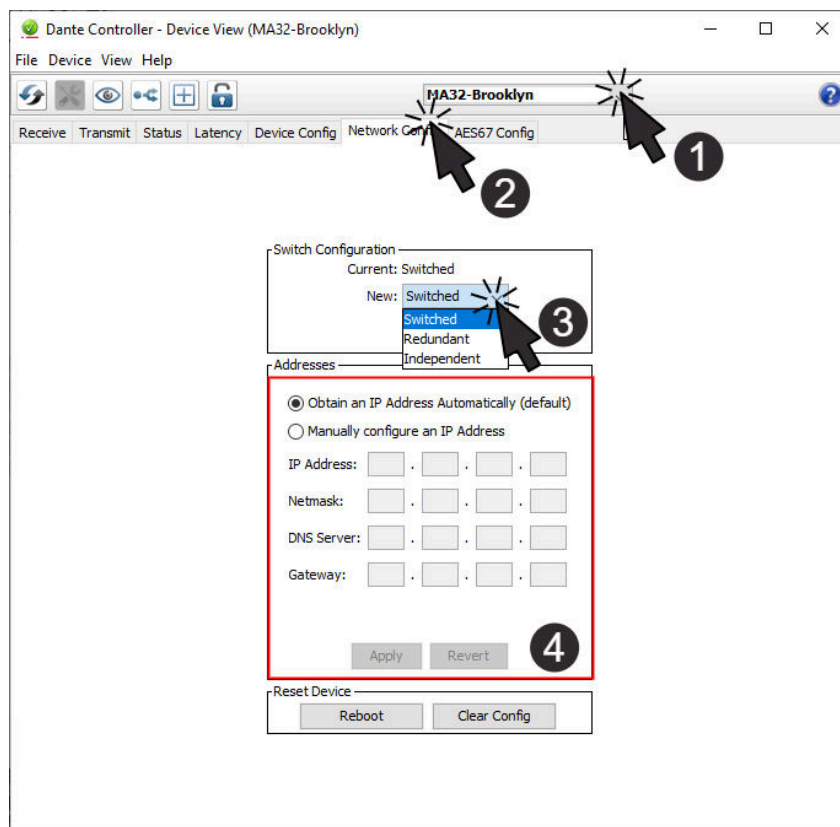 Dante Controller - Device View (MA32-Brooklyn)
File Device View Help
MA32-Brooklyn
1
Receive Transmit Status Latency Device Config Network AES67 Config
2
Switch Configuration
Current: Switched
New: Switched
3
Switched
Redundant
Independent
Addresses
Obtain an IP Address Automatically (default)
Manually configure an IP Address
IP Address: . . .
Netmask: . . .
DNS Server: . . .
Gateway: . . .
Apply Revert
4
Reset Device
Reboot Clear Config